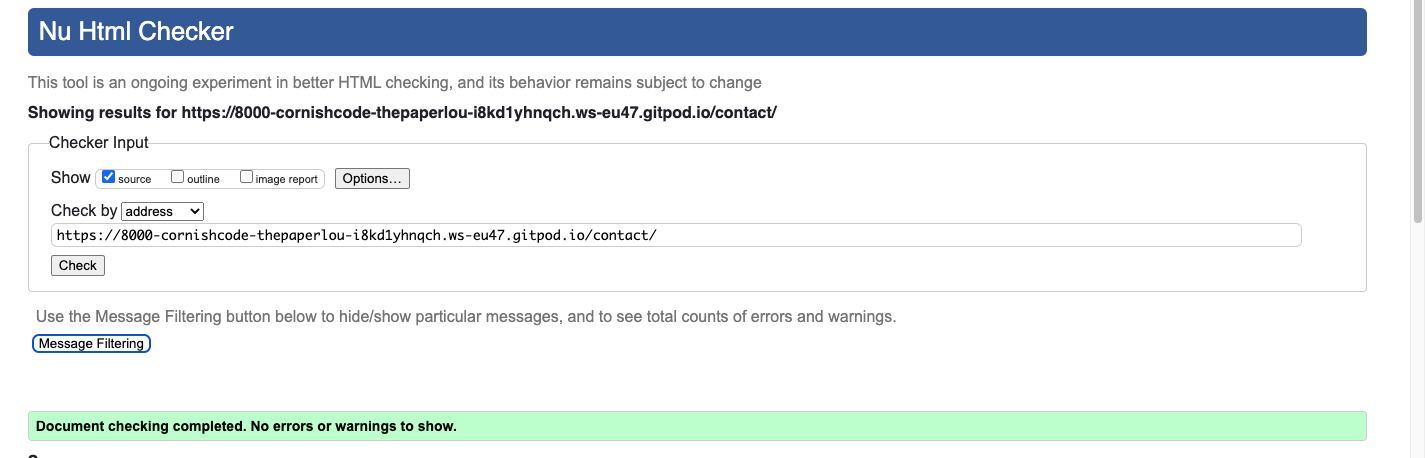 Nu Html Checker
This tool is an ongoing experiment in better HTML checking, and its behavior remains subject to change
Showing results for https://8000-cornishcode-thepaperlou-i8kd1yhnqch.ws-eu47.gitpod.io/contact/
Checker Input
Show source outline image report Options...
Check by address
https://8000-cornishcode-thepaperlou-i8kd1yhnqch.ws-eu47.gitpod.io/contact/
Check
Use the Message Filtering button below to hide/show particular messages, and to see total counts of errors and warnings.
Message Filtering
Document checking completed. No errors or warnings to show.